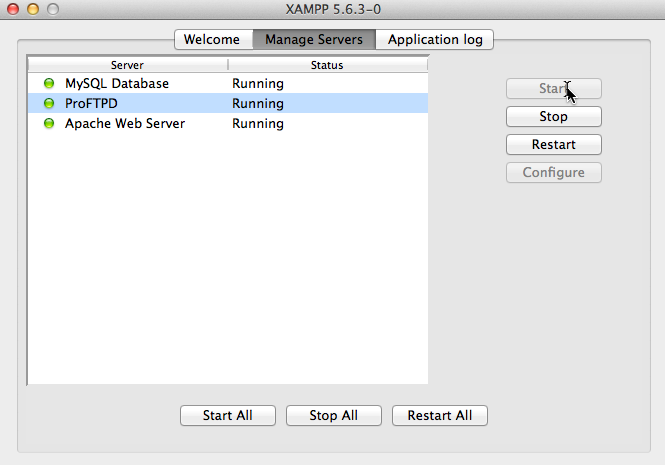 XAMPP 5.6.3-0
Welcome Manage Servers Application log
Server Status
MySQL Database Running
ProFTPD Running
Apache Web Server Running
Start
Stop
Restart
Configure
Start All Stop All Restart All